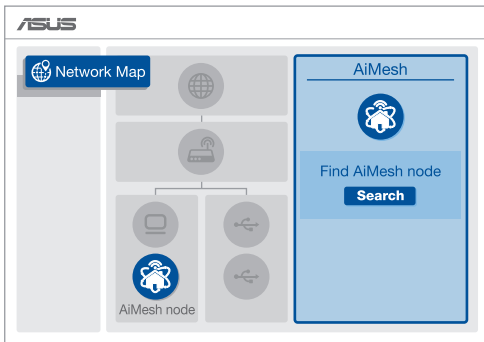 ASUS
Network Map
AiMesh
Find AiMesh node
Search
AiMesh node